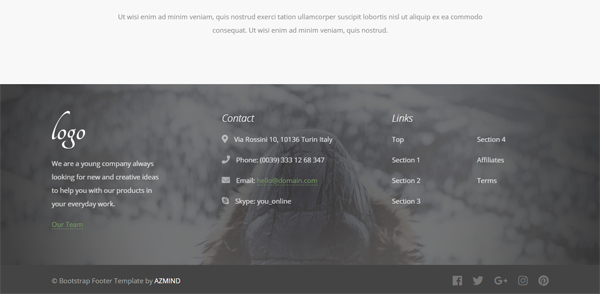 Ut wisi enim ad minim veniam, quis nostrud exerci tation ullamcorper suscipit lobortis nisl ut aliquip ex ea commodo
consequat. Ut wisi enim ad minim veniam, quis nostrud.
logo
We are a young company always
looking for new and creative ideas
to help you with our products in
your everyday work.
Our Team
Contact
Via Rossini 10, 10136 Turin Italy
Phone: (0039) 333 12 68 347
Email: hello@domain.com
Skype: you_online
Links
Top
Section 1
Section 2
Section 3
Section 4
Affiliates
Terms
© Bootstrap Footer Template by AZMIND